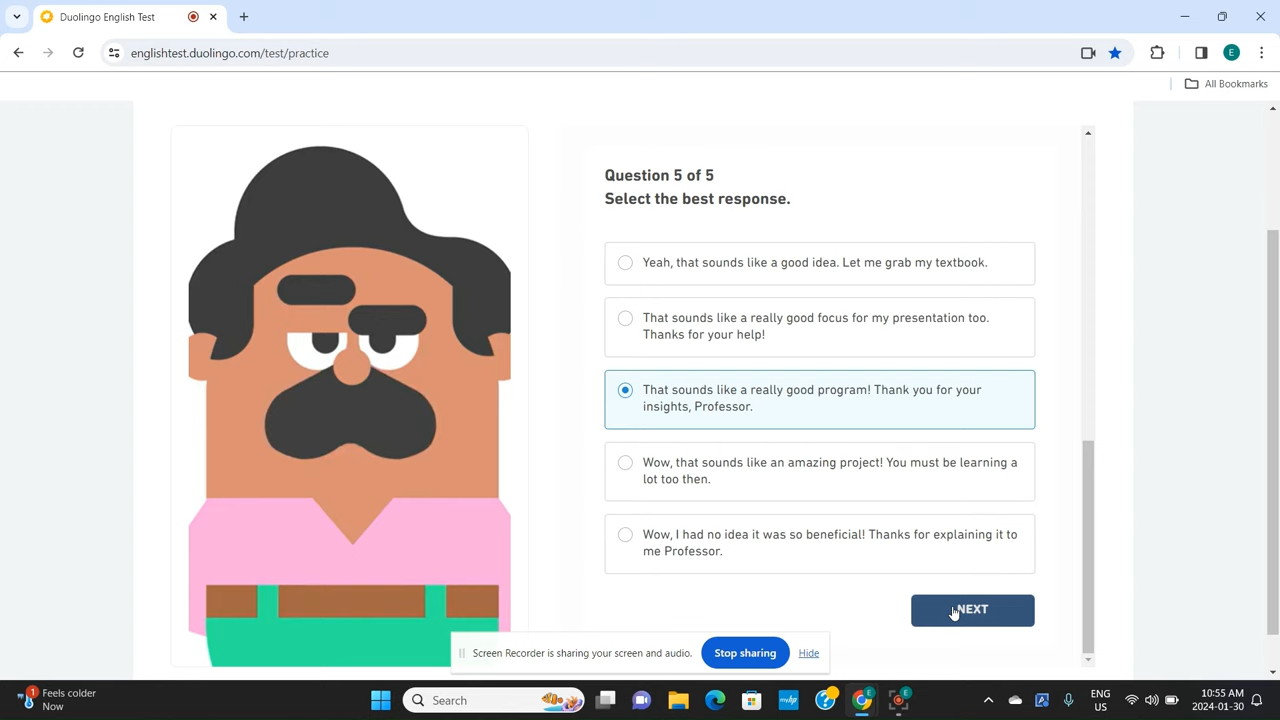 Duolingo English Test
englishtest.duolingo.com/test/practice
E
All Bookmarks
Question 5 of 5
Select the best response.
Yeah, that sounds like a good idea. Let me grab my textbook.
That sounds like a really good focus for my presentation too.
Thanks for your help!
That sounds like a really good program! Thank you for your
insights, Professor.
Wow, that sounds like an amazing project! You must be learning a
lot too then.
Wow, I had no idea it was so beneficial! Thanks for explaining it to
me Professor.
NEXT
Screen Recorder is sharing your screen and audio.
Stop sharing
Hide
1
Feels colder
Now
Search
E
E
ENG
US
10:55 AM
2024-01-30